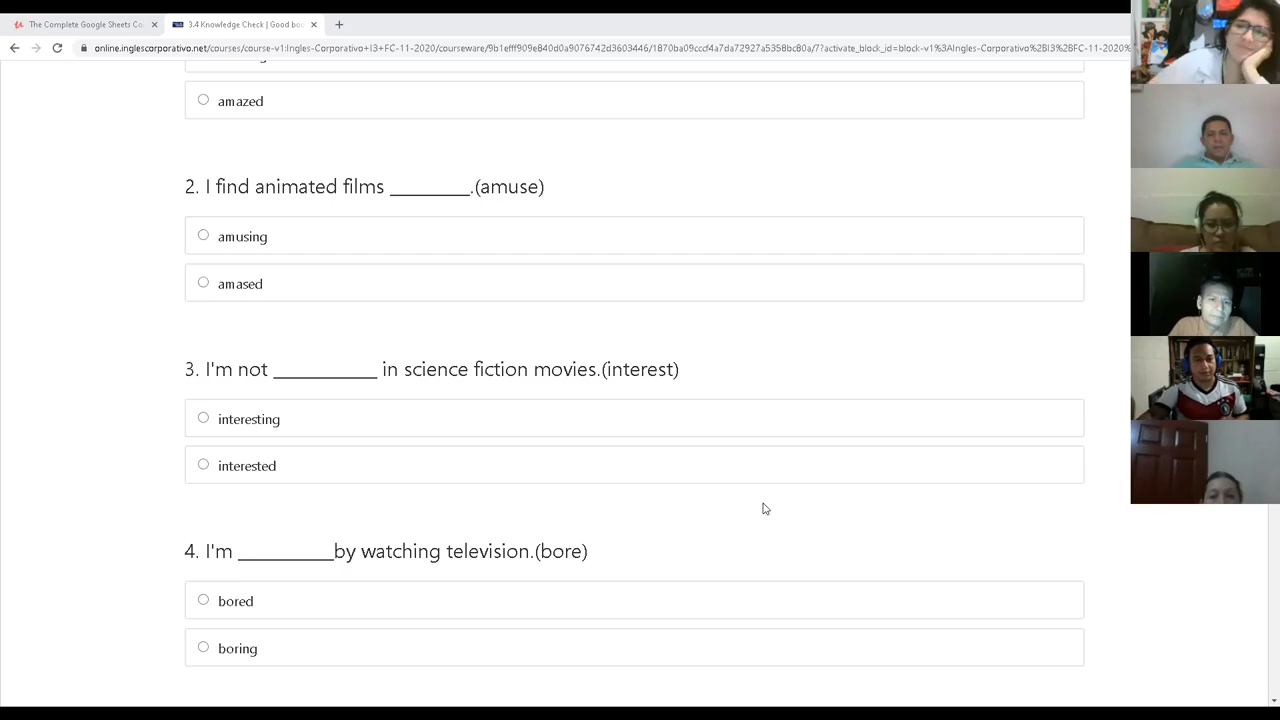 The Complete Google Sheets Co
3.4 Knowledge Check | Good boo
online.inglescorporativo.net/courses/course-v1:Ingles-Corporativo+I3+FC-11-2020/courseware/9b1efff909e840d0a9076742d3603446/1870ba09cccf4a7da72927a5358bc80a/7?activate_block_id=block-v1%3AIngles-Corporativo%2BI3%2BFC-11-2020%
amazed
2. I find animated films ________.(amuse)
amusing
amased
3. I'm not __________ in science fiction movies.(interest)
interesting
interested
4. I'm _________by watching television.(bore)
bored
boring